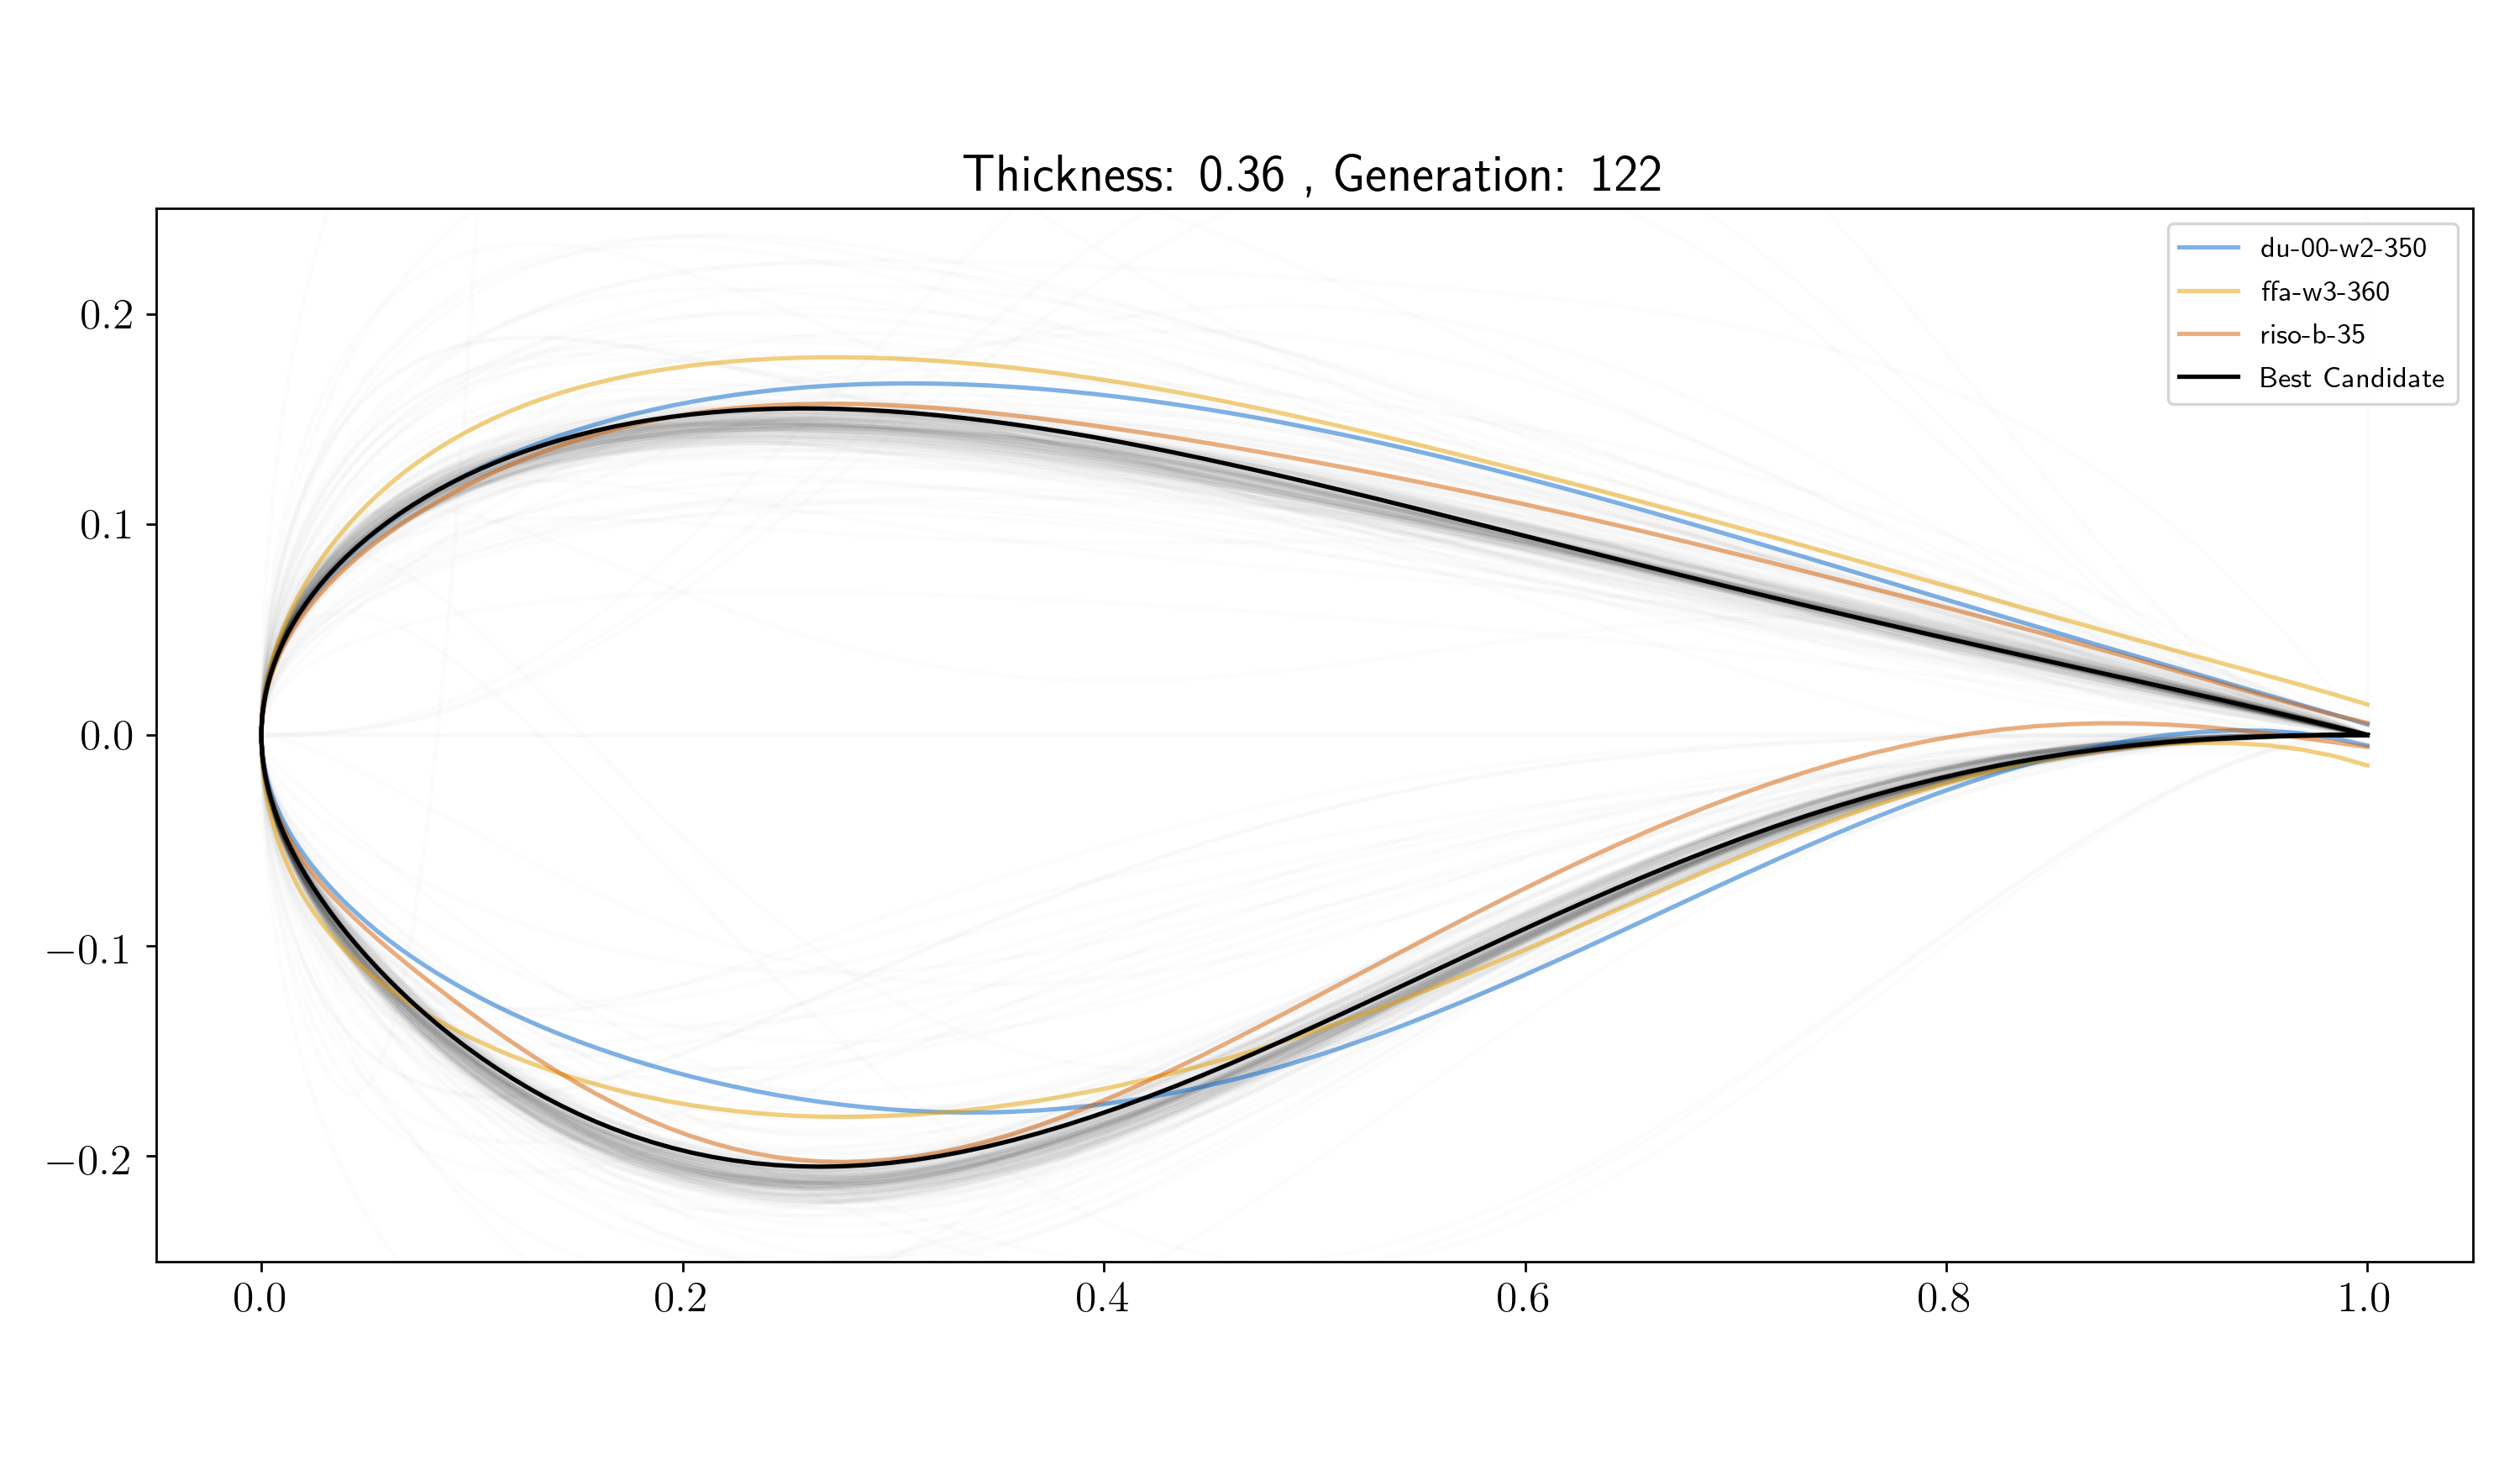 Thickness: 0.36 , Generation: 122
du-00-w2-350
ffa-w3-360
riso-b-35
Best Candidate
0.2
0.1
0.0
−0.1
−0.2
0.0 0.2 0.4 0.6 0.8 1.0